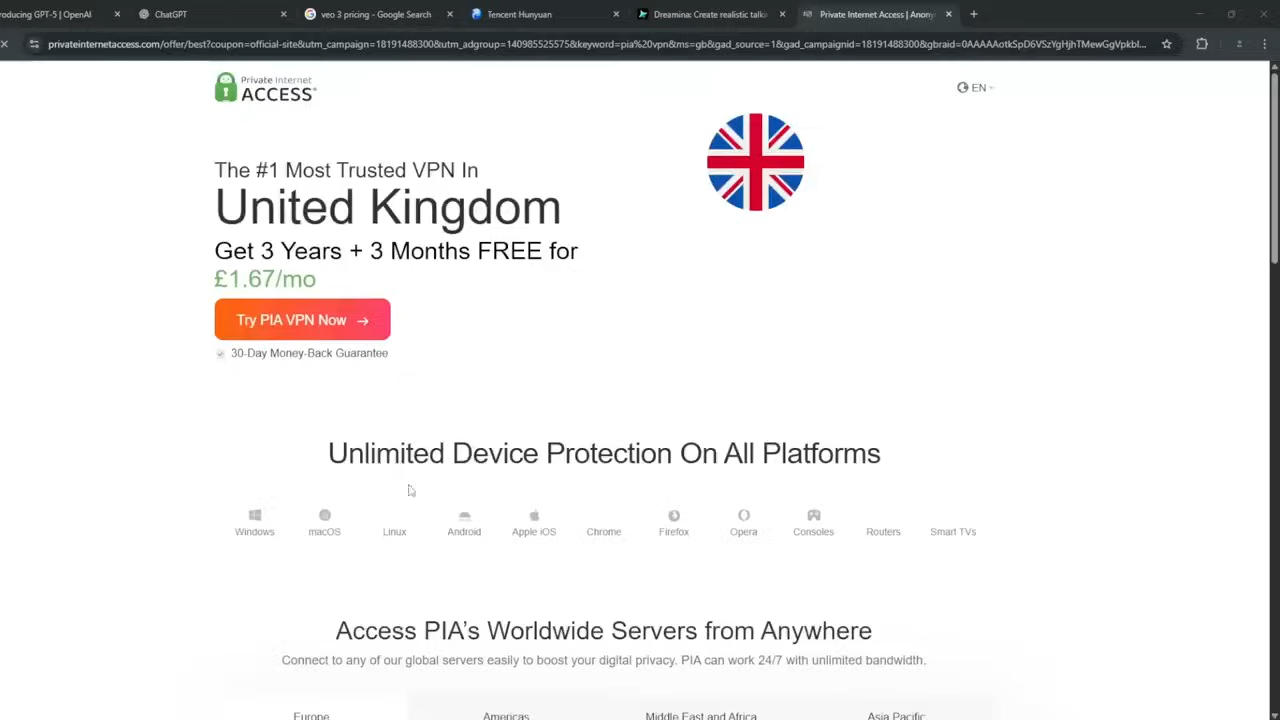 roducing GPT-5 | OpenAI
ChatGPT
veo 3 pricing - Google Search
Tencent Hunyuan
Dreamina: Create realistic talki
Private Internet Access | Anony
privateinternetaccess.com/offer/best?coupon=official-site&utm_campaign=18191488300&utm_adgroup=140985525575&keyword=pia%20vpn&ms=gb&gad_source=1&gad_campaignid=18191488300&gbraid=0AAAAAotkSpD6VSzYgHjhTMewGgVpkbl...
Private Internet
ACCESS
EN
The #1 Most Trusted VPN In
United Kingdom
Get 3 Years + 3 Months FREE for
£1.67/mo
Try PIA VPN Now →
30-Day Money-Back Guarantee
Unlimited Device Protection On All Platforms
Windows macOS Linux Android Apple iOS Chrome Firefox Opera Consoles Routers Smart TVs
Access PIA’s Worldwide Servers from Anywhere
Connect to any of our global servers easily to boost your digital privacy. PIA can work 24/7 with unlimited bandwidth.
Europe Americas Middle East and Africa Asia Pacific